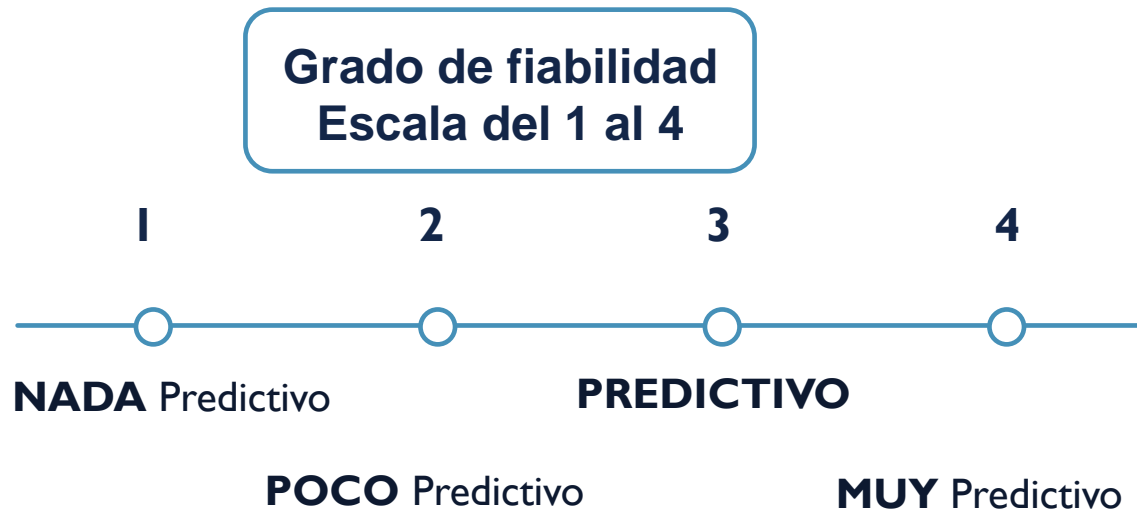 Grado de fiabilidad
Escala del 1 al 4
1 2 3 4
NADA Predictivo PREDICTIVO
POCO Predictivo MUY Predictivo